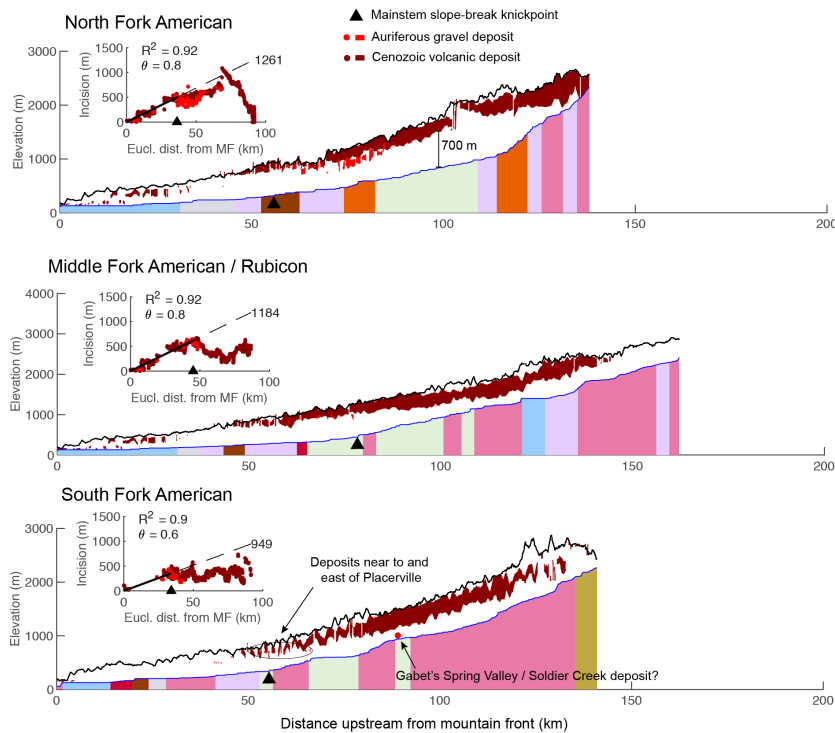 North Fork American
Mainstem slope-break knickpoint
Auriferous gravel deposit
Cenozoic volcanic deposit
3000
2000
1000
0
Elevation (m)
1500
1000
500
0
Incision (m)
R² = 0.92
θ = 0.8
1261
0 50 100
Eucl. dist. from MF (km)
700 m
0 50 100 150 200
Middle Fork American / Rubicon
4000
3000
2000
1000
0
Elevation (m)
1500
1000
500
0
Incision (m)
R² = 0.92
θ = 0.8
1184
0 50 100
Eucl. dist. from MF (km)
0 50 100 150 200
South Fork American
3000
2000
1000
0
Elevation (m)
1500
1000
500
0
Incision (m)
R² = 0.9
θ = 0.6
949
0 50 100
Eucl. dist. from MF (km)
Deposits near to and
east of Placerville
Gabet's Spring Valley / Soldier Creek deposit?
0 50 100 150 200
Distance upstream from mountain front (km)